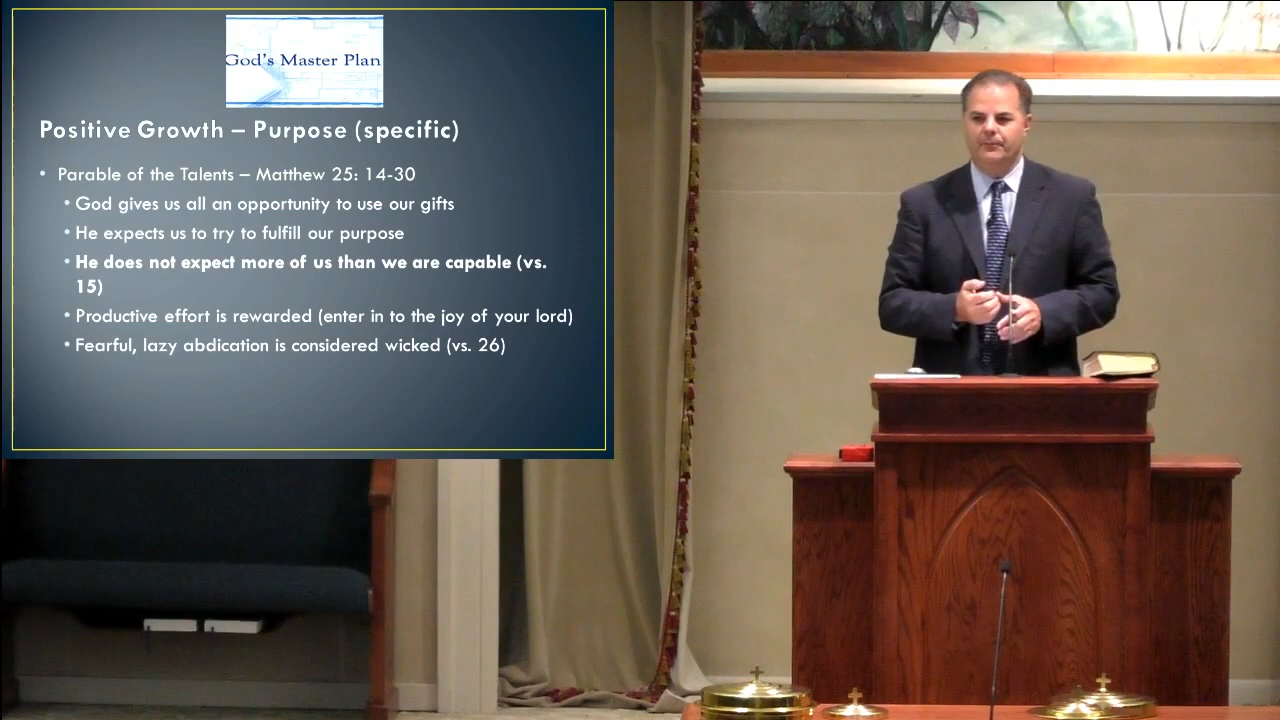 God's Master Plan
Positive Growth – Purpose (specific)
• Parable of the Talents – Matthew 25: 14-30
• God gives us all an opportunity to use our gifts
• He expects us to try to fulfill our purpose
• He does not expect more of us than we are capable (vs.
15)
• Productive effort is rewarded (enter in to the joy of your lord)
• Fearful, lazy abdication is considered wicked (vs. 26)